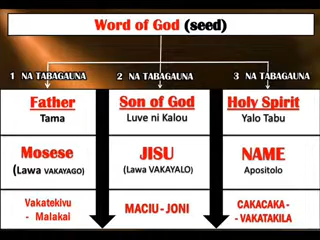 Word of God (seed)
1 NA TABAGAUNA
2 NA TABAGAUNA
3 NA TABAGAUNA
Father
Tama
Son of God
Luve ni Kalou
Holy Spirit
Yalo Tabu
Mosese
(Lawa VAKAYAGO)
JISU
(Lawa VAKAYALO)
NAME
Apositolo
Vakatekivu
- Malakai
MACIU - JONI
CAKACAKA -
- VAKATAKILA